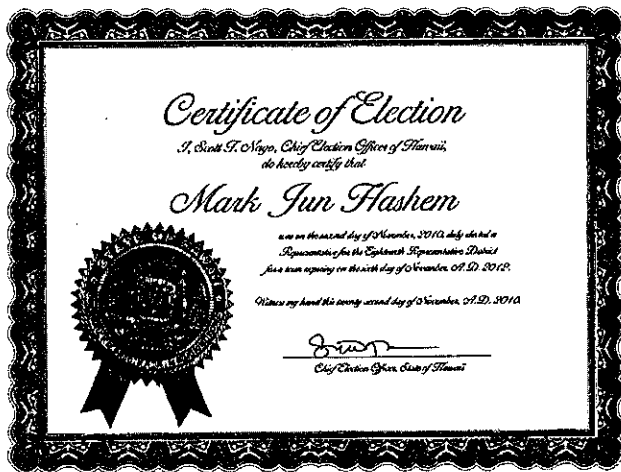 Certificate of Election
I, Scott T. Nago, Chief Election Officer of Hawaii,
do hereby certify that
Mark Jun Hashem
was on the second day of November, 2010, duly elected a
Representative for the Eighteenth Representative District
for a term expiring on the sixth day of November, A.D. 2012.
Witness my hand this twenty second day of November, A.D. 2010.
Chief Election Officer, State of Hawaii